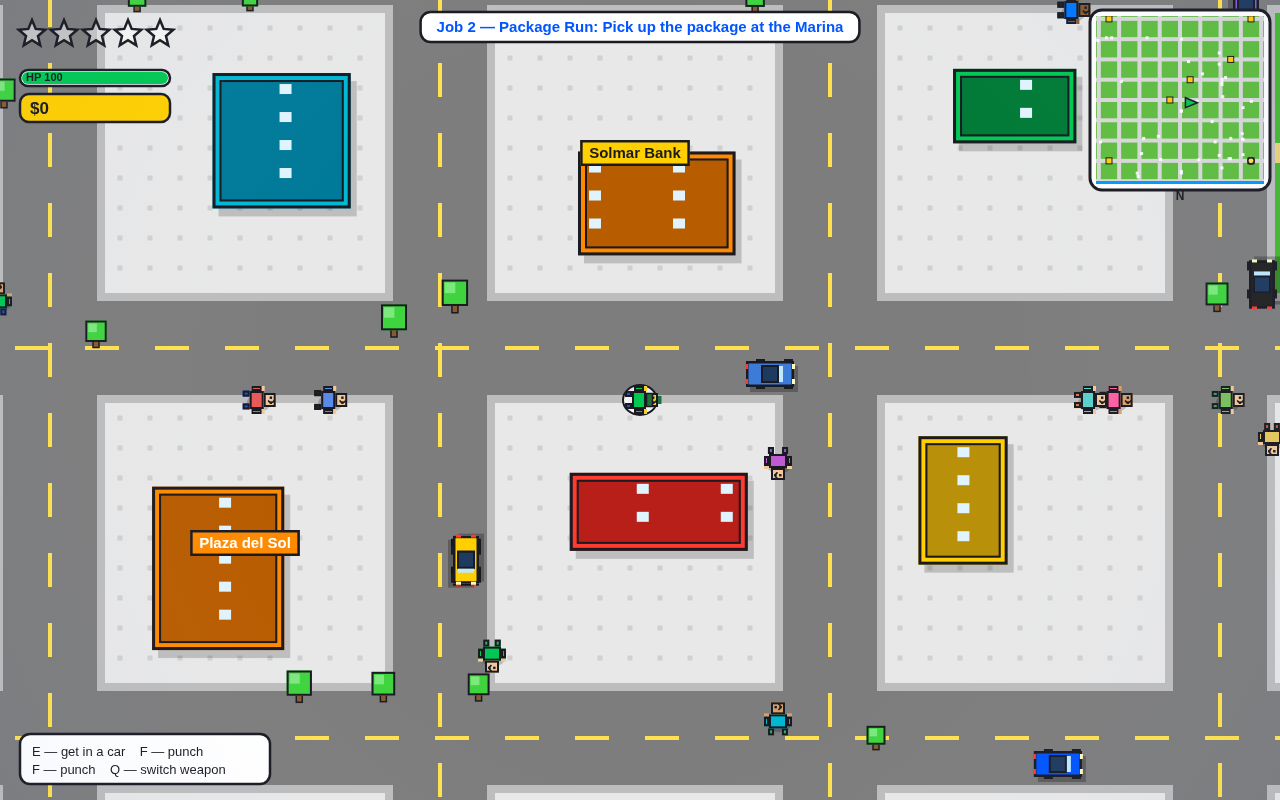 Job 2 — Package Run: Pick up the package at the Marina
HP 100
$0
Solmar Bank
N
Plaza del Sol
E — get in a car    F — punch
F — punch    Q — switch weapon